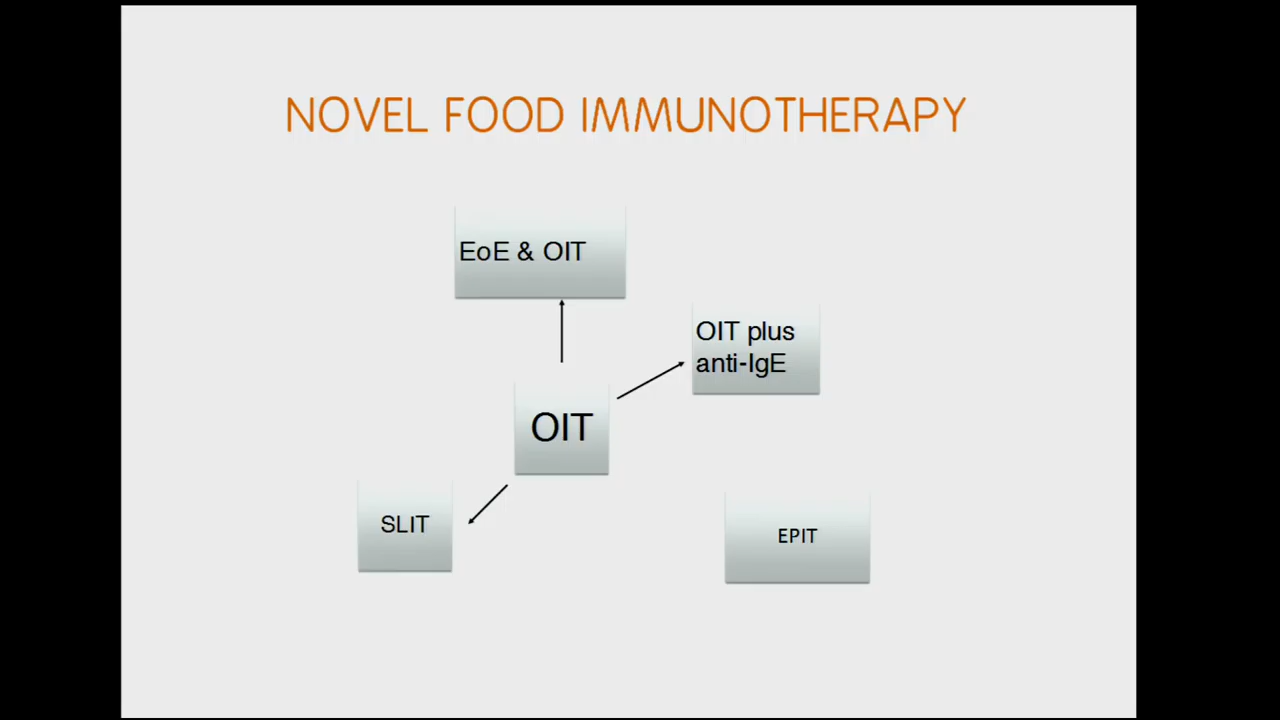 NOVEL FOOD IMMUNOTHERAPY
EoE & OIT
OIT plus
anti-IgE
OIT
SLIT
EPIT